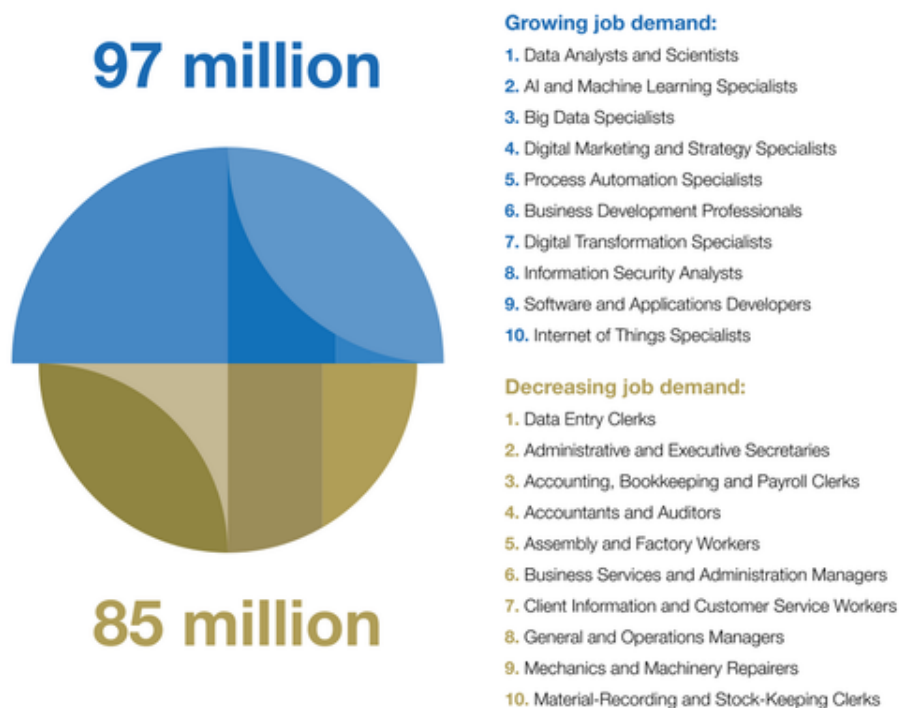 97 million
85 million
Growing job demand:
1. Data Analysts and Scientists
2. AI and Machine Learning Specialists
3. Big Data Specialists
4. Digital Marketing and Strategy Specialists
5. Process Automation Specialists
6. Business Development Professionals
7. Digital Transformation Specialists
8. Information Security Analysts
9. Software and Applications Developers
10. Internet of Things Specialists
Decreasing job demand:
1. Data Entry Clerks
2. Administrative and Executive Secretaries
3. Accounting, Bookkeeping and Payroll Clerks
4. Accountants and Auditors
5. Assembly and Factory Workers
6. Business Services and Administration Managers
7. Client Information and Customer Service Workers
8. General and Operations Managers
9. Mechanics and Machinery Repairers
10. Material-Recording and Stock-Keeping Clerks